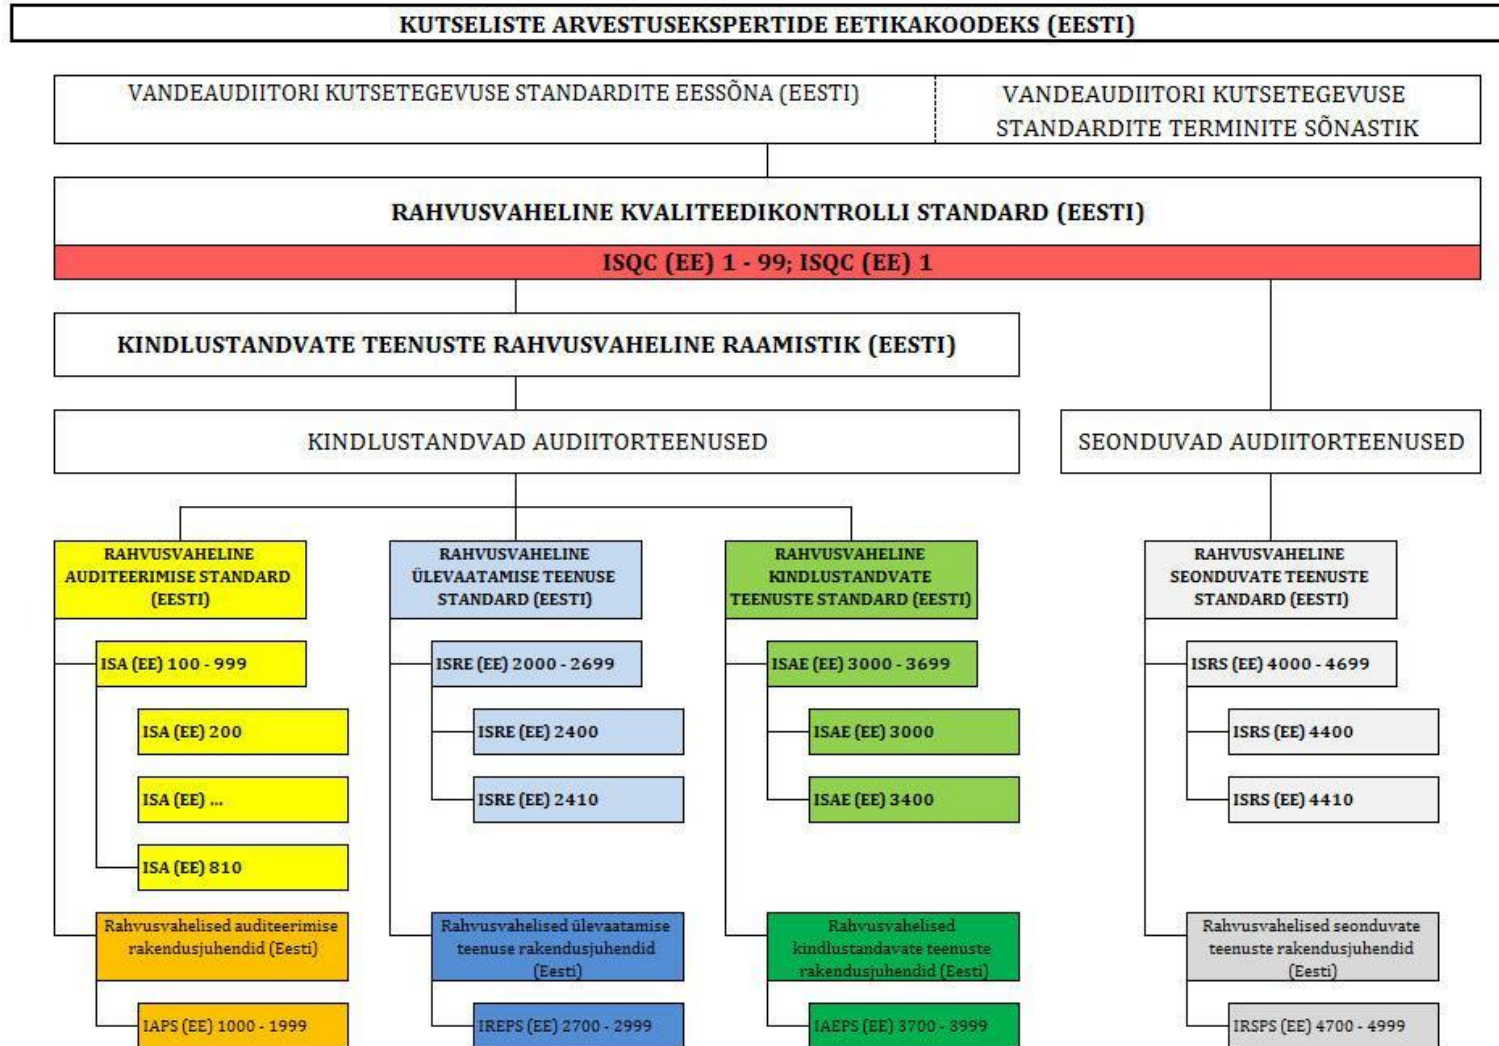 KUTSELISTE ARVESTUSEKSPERTIDE EETIKAKOODEKS (EESTI)
VANDEAUDIITORI KUTSETEGEVUSE STANDARDITE EESSÕNA (EESTI)
VANDEAUDIITORI KUTSETEGEVUSE
STANDARDITE TERMINITE SÕNASTIK
RAHVUSVAHELINE KVALITEEDIKONTROLLI STANDARD (EESTI)
ISQC (EE) 1 - 99; ISQC (EE) 1
KINDLUSTANDVATE TEENUSTE RAHVUSVAHELINE RAAMISTIK (EESTI)
KINDLUSTANDVAD AUDIITORTEENUSED
SEONDUVAD AUDIITORTEENUSED
RAHVUSVAHELINE
AUDITEERIMISE STANDARD
(EESTI)
ISA (EE) 100 - 999
ISA (EE) 200
ISA (EE) ...
ISA (EE) 810
Rahvusvahelised auditeerimise
rakendusjuhendid (Eesti)
IAPS (EE) 1000 - 1999
RAHVUSVAHELINE
ÜLEVAATAMISE TEENUSE
STANDARD (EESTI)
ISRE (EE) 2000 - 2699
ISRE (EE) 2400
ISRE (EE) 2410
Rahvusvahelised ülevaatamise
teenuse rakendusjuhendid
(Eesti)
IREPS (EE) 2700 - 2999
RAHVUSVAHELINE
KINDLUSTANDVATE
TEENUSTE STANDARD (EESTI)
ISAE (EE) 3000 - 3699
ISAE (EE) 3000
ISAE (EE) 3400
Rahvusvahelised
kindlustandavate teenuste
rakendusjuhendid (Eesti)
IAEPS (EE) 3700 - 3999
RAHVUSVAHELINE
SEONDUVATE TEENUSTE
STANDARD (EESTI)
ISRS (EE) 4000 - 4699
ISRS (EE) 4400
ISRS (EE) 4410
Rahvusvahelised seonduvate
teenuste rakendusjuhendid
(Eesti)
IRSPS (EE) 4700 - 4999